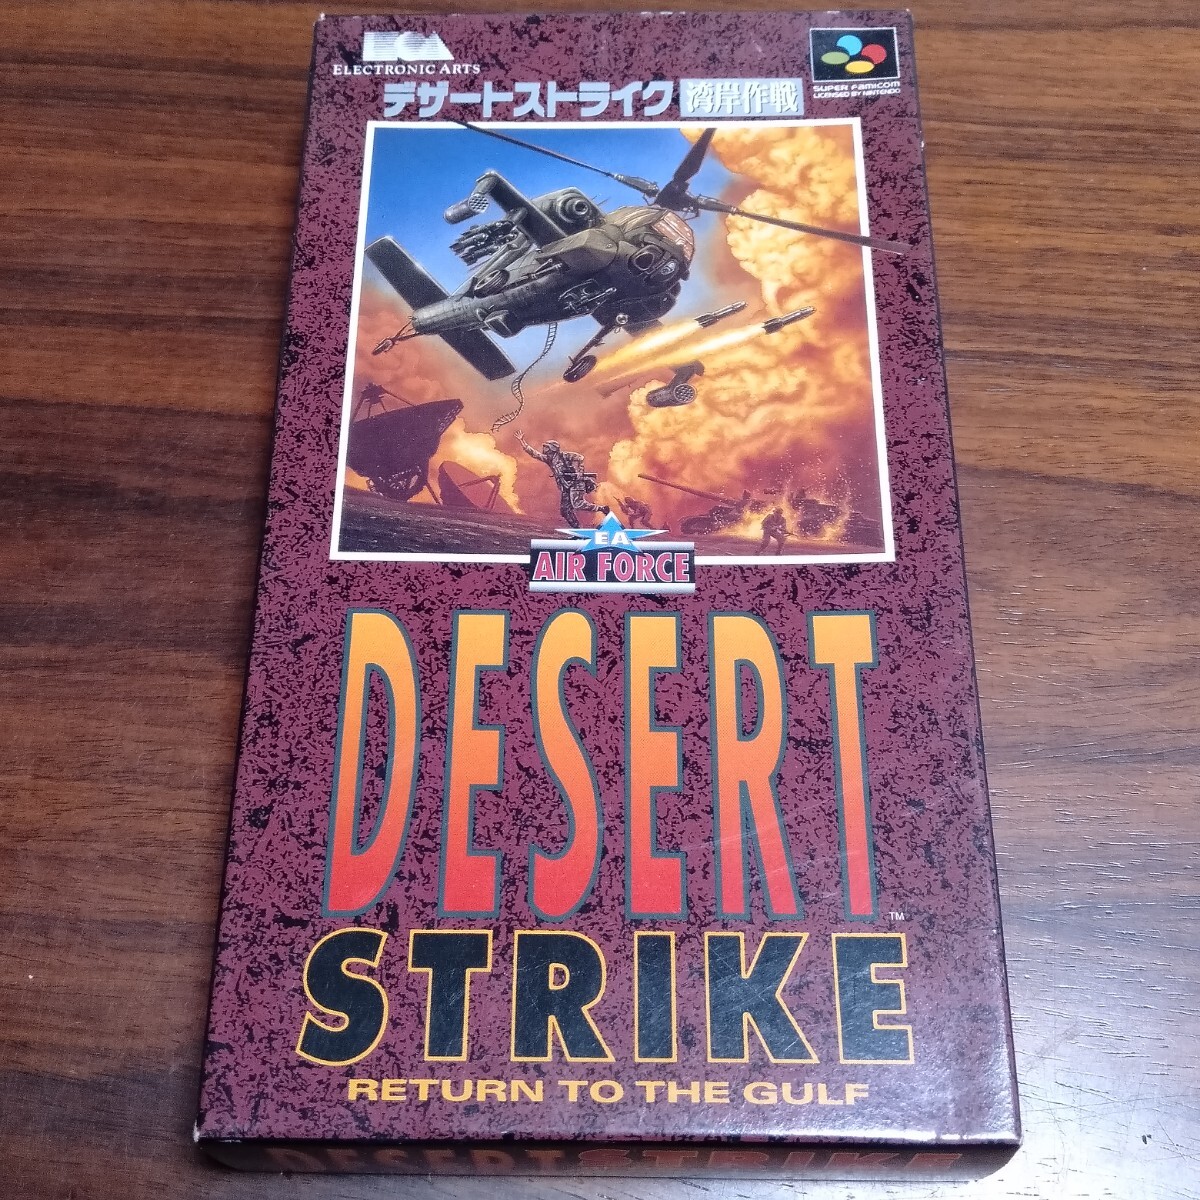 ELECTRONIC ARTS
SUPER FAMICOM
LICENSED BY NINTENDO
デザートストライク 湾岸作戦
EA
AIR FORCE
DESERT
TM
STRIKE
RETURN TO THE GULF
DESERT STRIKE